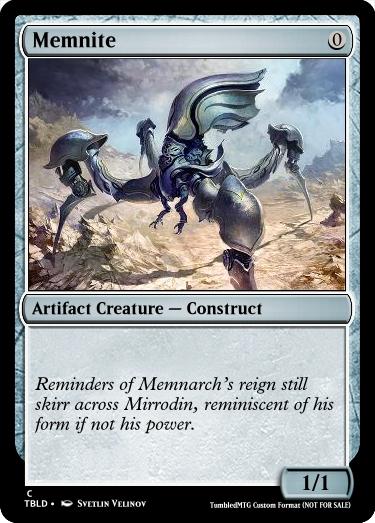 Memnite 0
Artifact Creature — Construct
Reminders of Memnarch's reign still
skirr across Mirrodin, reminiscent of his
form if not his power.
1/1
C
TBLD • Svetlin Velinov
TumbledMTG Custom Format (NOT FOR SALE)